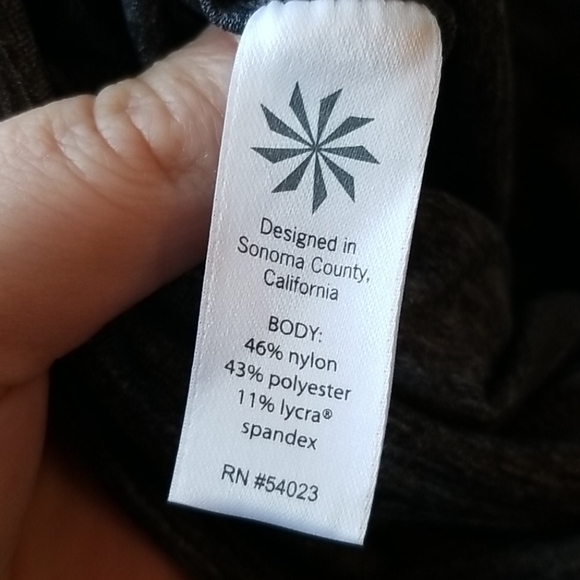 Designed in
Sonoma County,
California
BODY:
46% nylon
43% polyester
11% lycra®
spandex
RN #54023